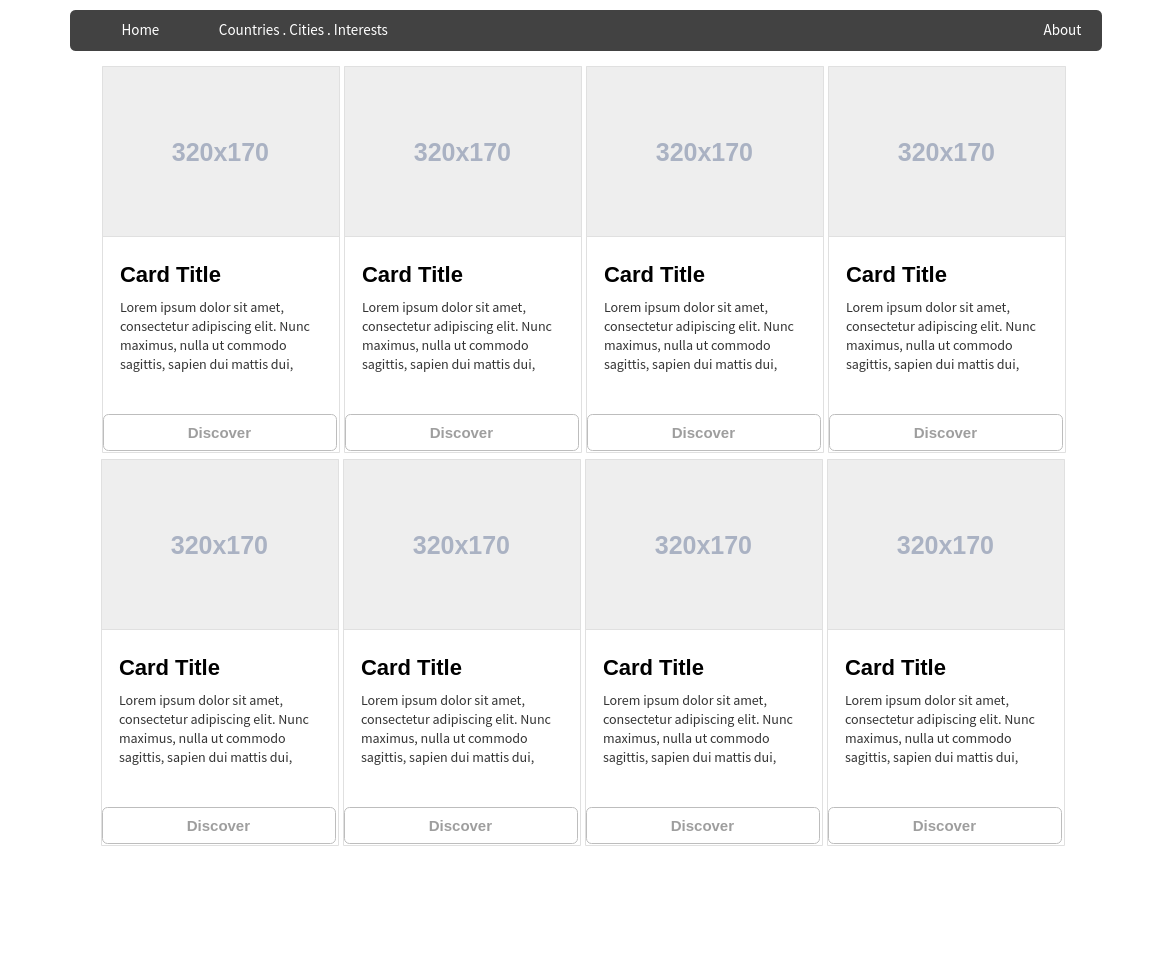 Home Countries . Cities . Interests About
320x170 320x170 320x170 320x170
Card Title Card Title Card Title Card Title
Lorem ipsum dolor sit amet, Lorem ipsum dolor sit amet, Lorem ipsum dolor sit amet, Lorem ipsum dolor sit amet,
consectetur adipiscing elit. Nunc consectetur adipiscing elit. Nunc consectetur adipiscing elit. Nunc consectetur adipiscing elit. Nunc
maximus, nulla ut commodo maximus, nulla ut commodo maximus, nulla ut commodo maximus, nulla ut commodo
sagittis, sapien dui mattis dui, sagittis, sapien dui mattis dui, sagittis, sapien dui mattis dui, sagittis, sapien dui mattis dui,
Discover Discover Discover Discover
320x170 320x170 320x170 320x170
Card Title Card Title Card Title Card Title
Lorem ipsum dolor sit amet, Lorem ipsum dolor sit amet, Lorem ipsum dolor sit amet, Lorem ipsum dolor sit amet,
consectetur adipiscing elit. Nunc consectetur adipiscing elit. Nunc consectetur adipiscing elit. Nunc consectetur adipiscing elit. Nunc
maximus, nulla ut commodo maximus, nulla ut commodo maximus, nulla ut commodo maximus, nulla ut commodo
sagittis, sapien dui mattis dui, sagittis, sapien dui mattis dui, sagittis, sapien dui mattis dui, sagittis, sapien dui mattis dui,
Discover Discover Discover Discover